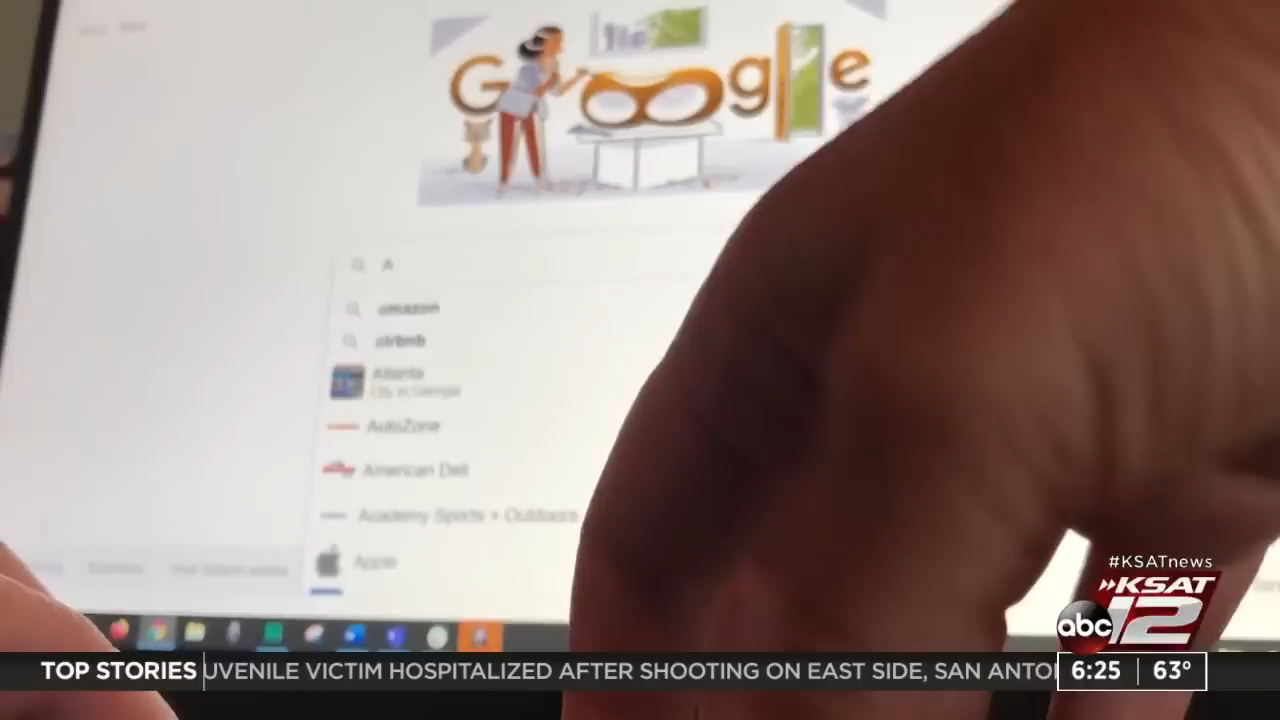 Google
A
amazon
airbnb
Atlanta
City in Georgia
AutoZone
American Deli
Academy Sports + Outdoors
Apple
#KSATnews
KSAT
abc 12
TOP STORIES UVENILE VICTIM HOSPITALIZED AFTER SHOOTING ON EAST SIDE, SAN ANTO 6:25 63°